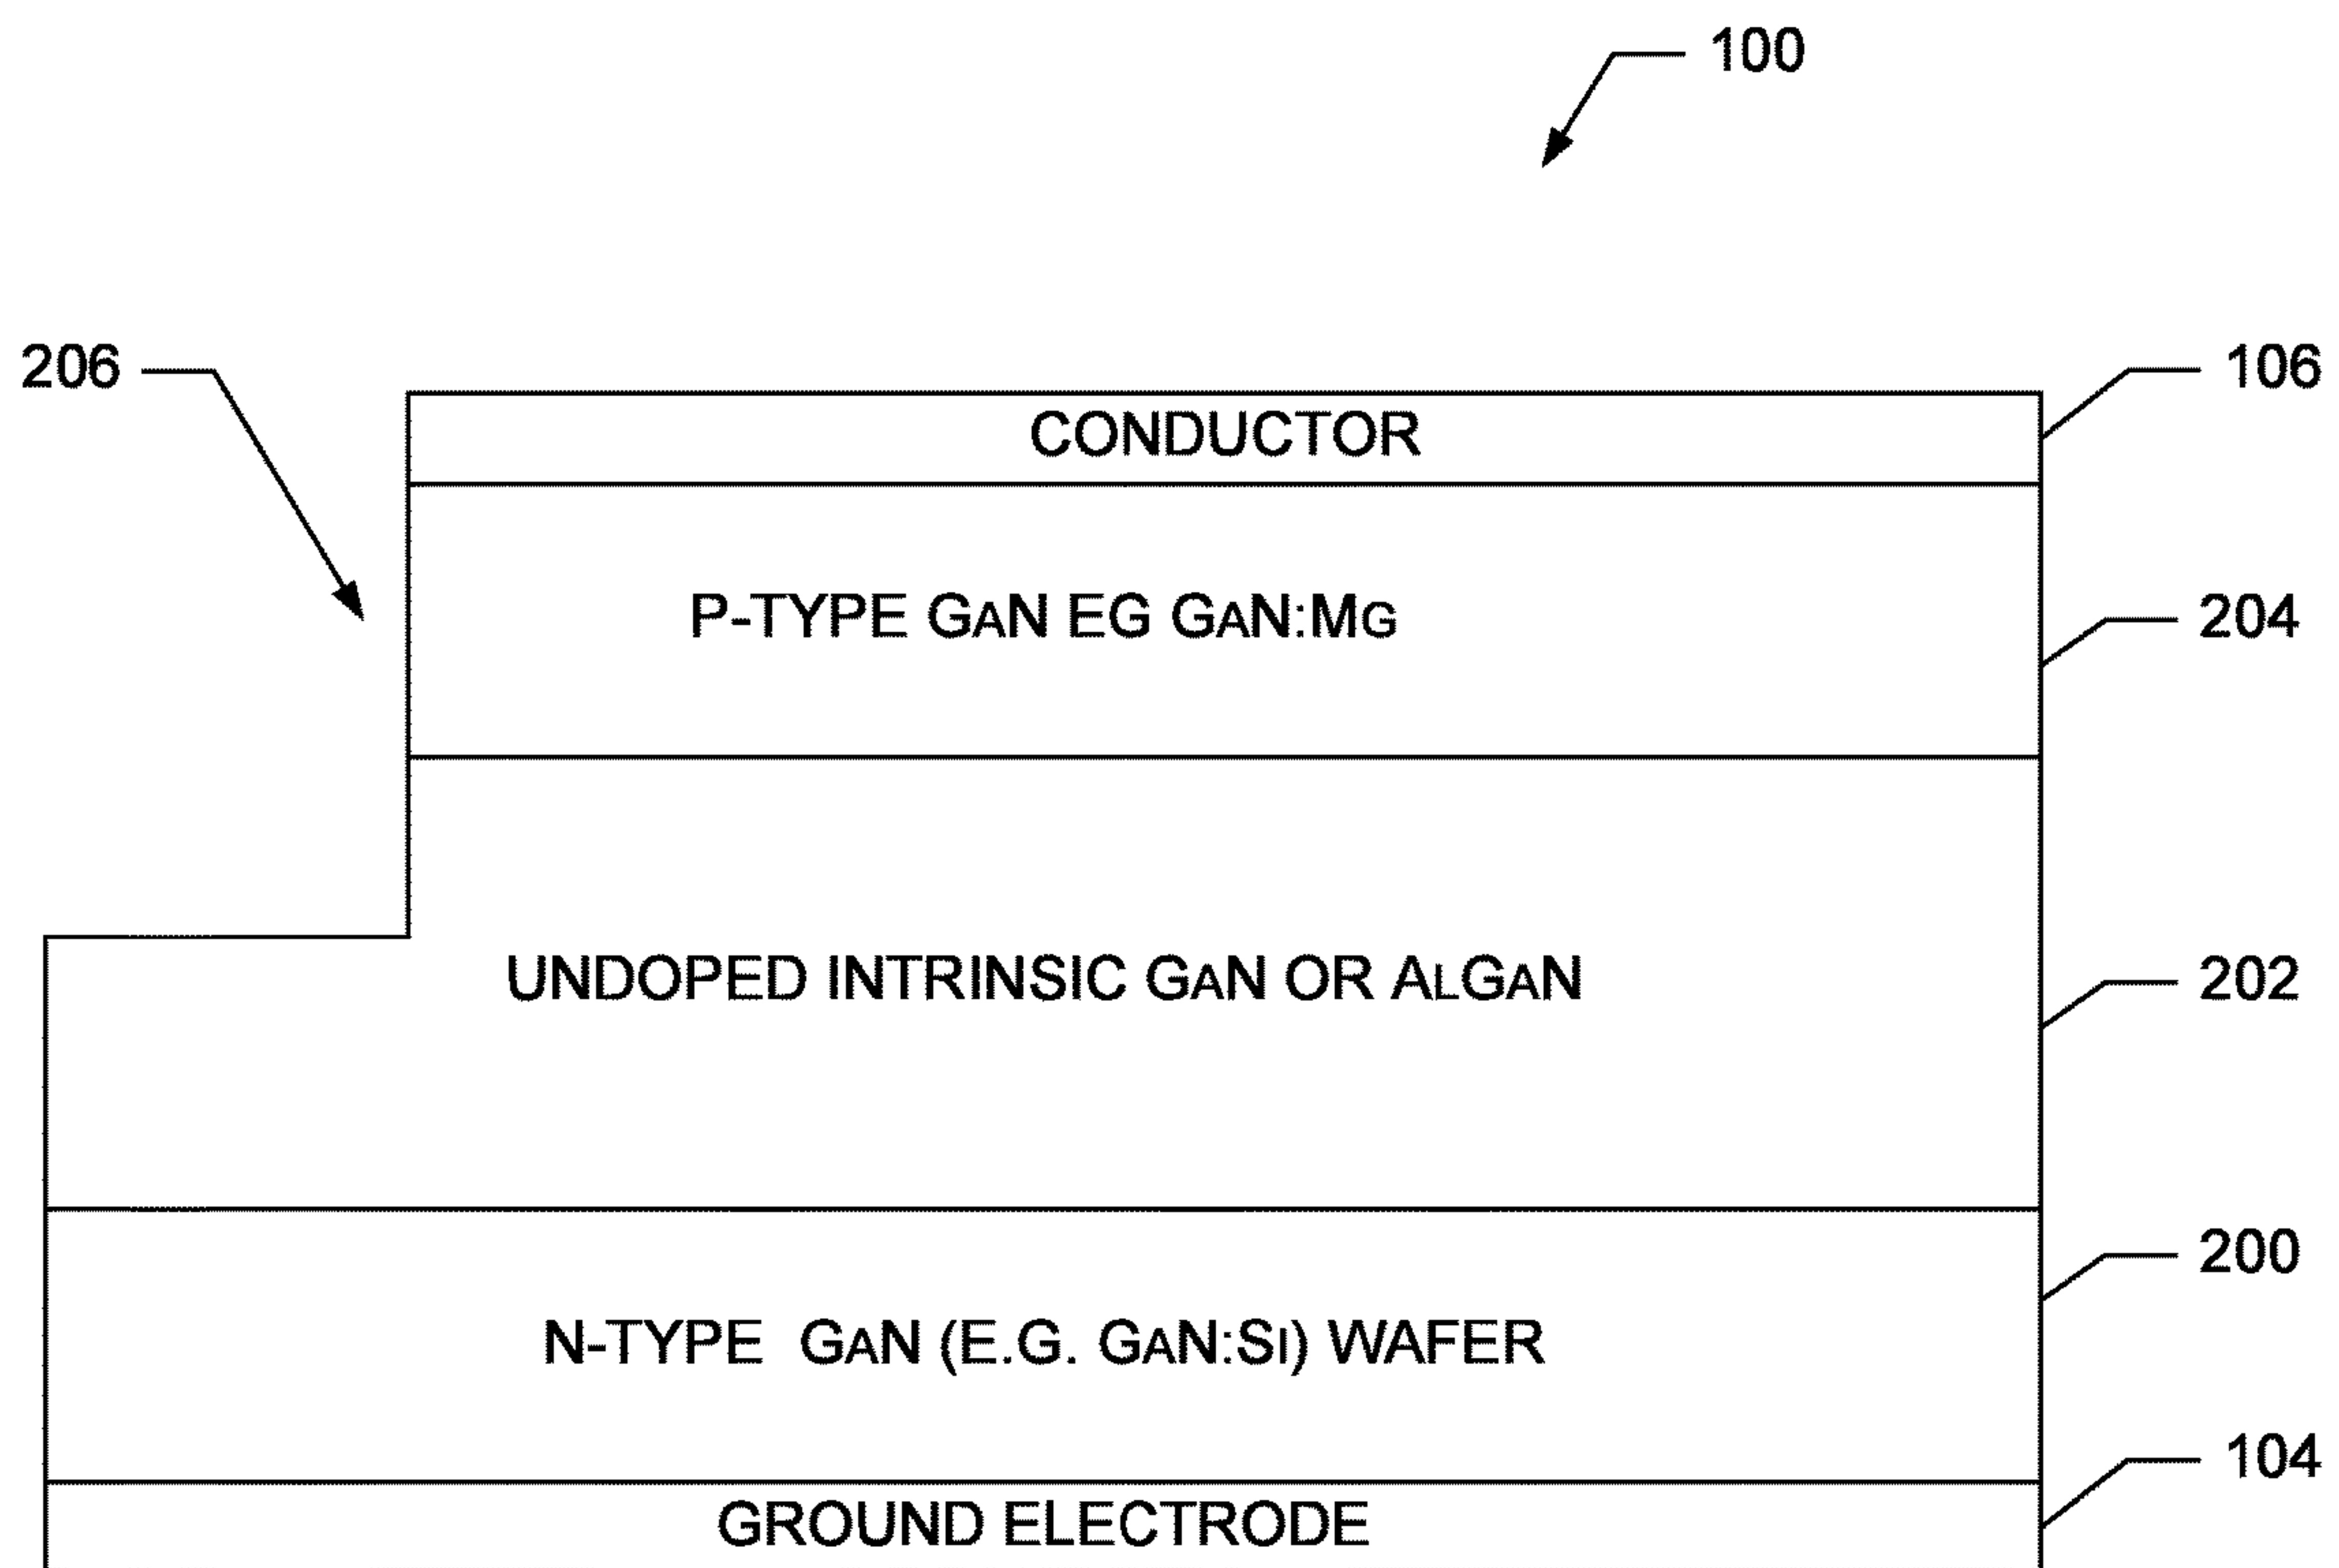 100
206
106
CONDUCTOR
P-TYPE GAN EG GAN:MG
204
UNDOPED INTRINSIC GAN OR ALGAN
202
200
N-TYPE GAN (E.G. GAN:SI) WAFER
104
GROUND ELECTRODE